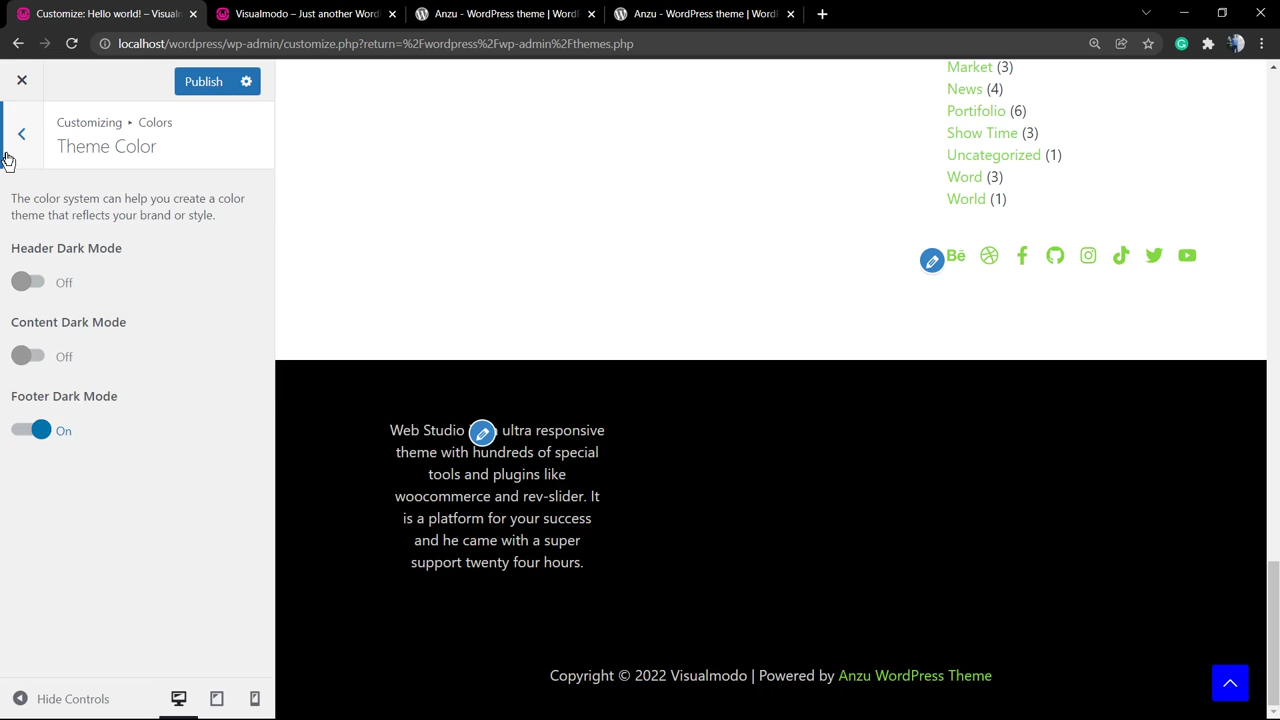 Customize: Hello world! – Visualm
Visualmodo – Just another Word
Anzu - WordPress theme | WordP
Anzu - WordPress theme | WordP
localhost/wordpress/wp-admin/customize.php?return=%2Fwordpress%2Fwp-admin%2Fthemes.php
Publish
Customizing ▸ Colors
Theme Color
The color system can help you create a color
theme that reflects your brand or style.
Header Dark Mode
Off
Content Dark Mode
Off
Footer Dark Mode
On
Hide Controls
Market (3)
News (4)
Portifolio (6)
Show Time (3)
Uncategorized (1)
Word (3)
World (1)
Web Studio ultra responsive
theme with hundreds of special
tools and plugins like
woocommerce and rev-slider. It
is a platform for your success
and he came with a super
support twenty four hours.
Copyright © 2022 Visualmodo | Powered by Anzu WordPress Theme